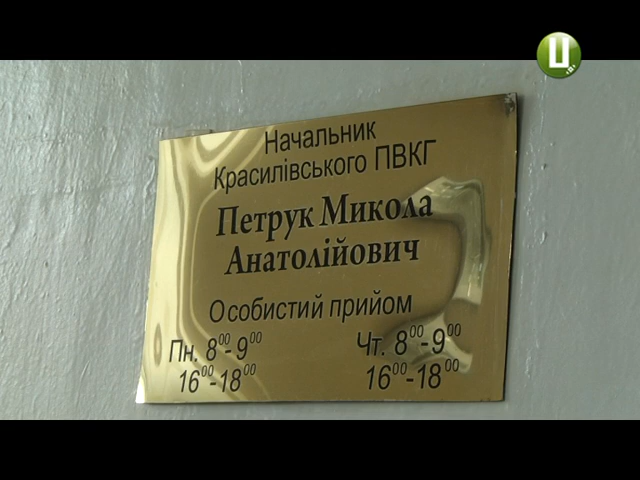 Ц
Начальник
Красилівського ПВКГ
Петрук Микола
Анатолійович
Особистий прийом
Пн. 8⁰⁰-9⁰⁰ Чт. 8⁰⁰-9⁰⁰
16⁰⁰-18⁰⁰ 16⁰⁰-18⁰⁰